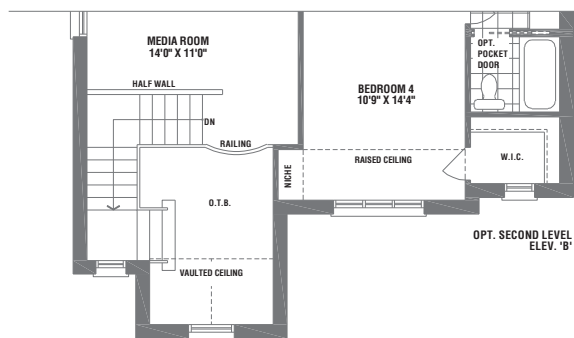 MEDIA ROOM
14'0" X 11'0"
HALF WALL
DN
RAILING
O.T.B.
VAULTED CEILING
NICHE
BEDROOM 4
10'9" X 14'4"
RAISED CEILING
OPT.
POCKET
DOOR
W.I.C.
OPT. SECOND LEVEL
ELEV. 'B'